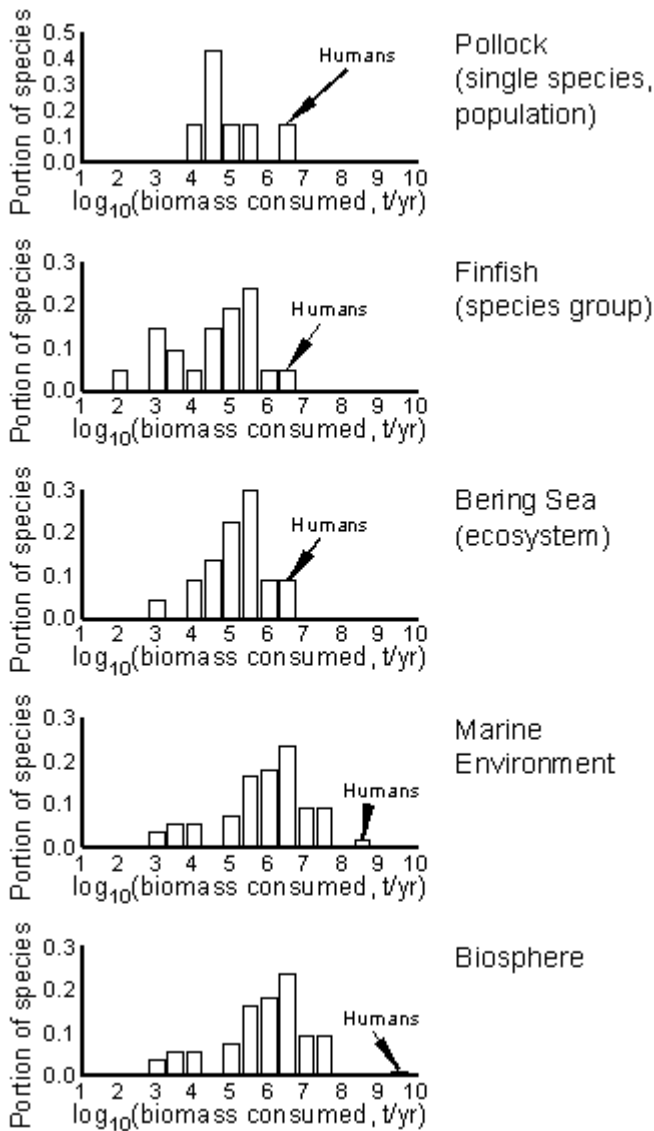 Portion of species
0.5
0.4
0.3
0.2
0.1
0.0
Humans
1 2 3 4 5 6 7 8 9 10
log10(biomass consumed, t/yr)
Pollock
(single species,
population)
Portion of species
0.3
0.2
0.1
0.0
Humans
1 2 3 4 5 6 7 8 9 10
log10(biomass consumed, t/yr)
Finfish
(species group)
Portion of species
0.3
0.2
0.1
0.0
Humans
1 2 3 4 5 6 7 8 9 10
log10(biomass consumed, t/yr)
Bering Sea
(ecosystem)
Portion of species
0.3
0.2
0.1
0.0
Humans
1 2 3 4 5 6 7 8 9 10
log10(biomass consumed, t/yr)
Marine
Environment
Portion of species
0.3
0.2
0.1
0.0
Humans
1 2 3 4 5 6 7 8 9 10
log10(biomass consumed, t/yr)
Biosphere